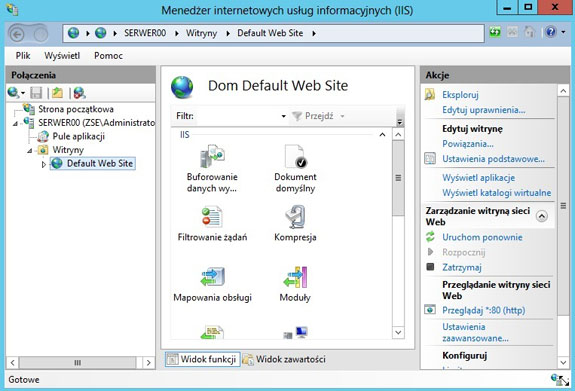 Menedżer internetowych usług informacyjnych (IIS)
SERWER00 Witryny Default Web Site
Plik Wyświetl Pomoc
Połączenia
Strona początkowa
SERWER00 (ZSE\Administrato
Pule aplikacji
Witryny
Default Web Site
Dom Default Web Site
Filtr: Przejdź
IIS
Buforowanie danych wy...
Dokument domyślny
Filtrowanie żądań
Kompresja
Mapowania obsługi
Moduły
Widok funkcji
Widok zawartości
Akcje
Eksploruj
Edytuj uprawnienia...
Edytuj witrynę
Powiązania...
Ustawienia podstawowe...
Wyświetl aplikacje
Wyświetl katalogi wirtualne
Zarządzanie witryną sieci
Web
Uruchom ponownie
Rozpocznij
Zatrzymaj
Przeglądanie witryny sieci
Web
Przeglądaj *:80 (http)
Ustawienia
zaawansowane...
Konfiguruj
Gotowe